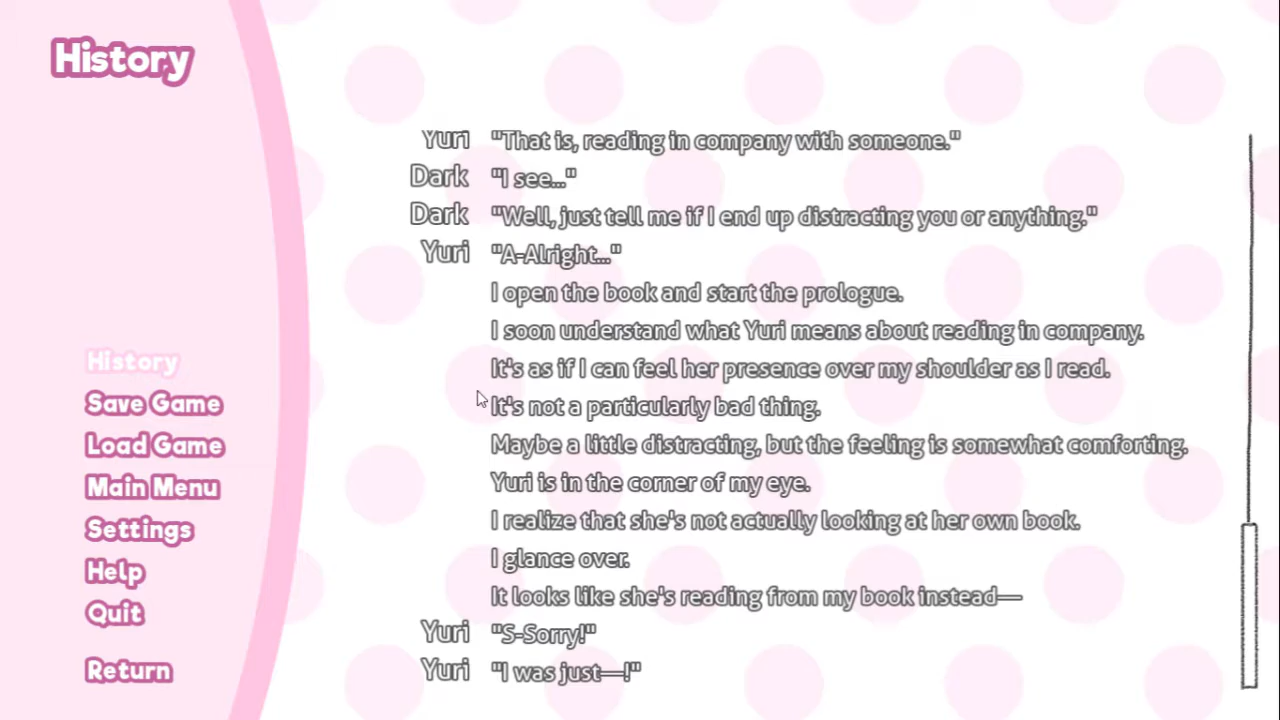 History
Yuri "That is, reading in company with someone."
Dark "I see..."
Dark "Well, just tell me if I end up distracting you or anything."
Yuri "A-Alright..."
I open the book and start the prologue.
I soon understand what Yuri means about reading in company.
It's as if I can feel her presence over my shoulder as I read.
It's not a particularly bad thing.
Maybe a little distracting, but the feeling is somewhat comforting.
Yuri is in the corner of my eye.
I realize that she's not actually looking at her own book.
I glance over.
It looks like she's reading from my book instead—
Yuri "S-Sorry!"
Yuri "I was just—!"
History
Save Game
Load Game
Main Menu
Settings
Help
Quit
Return